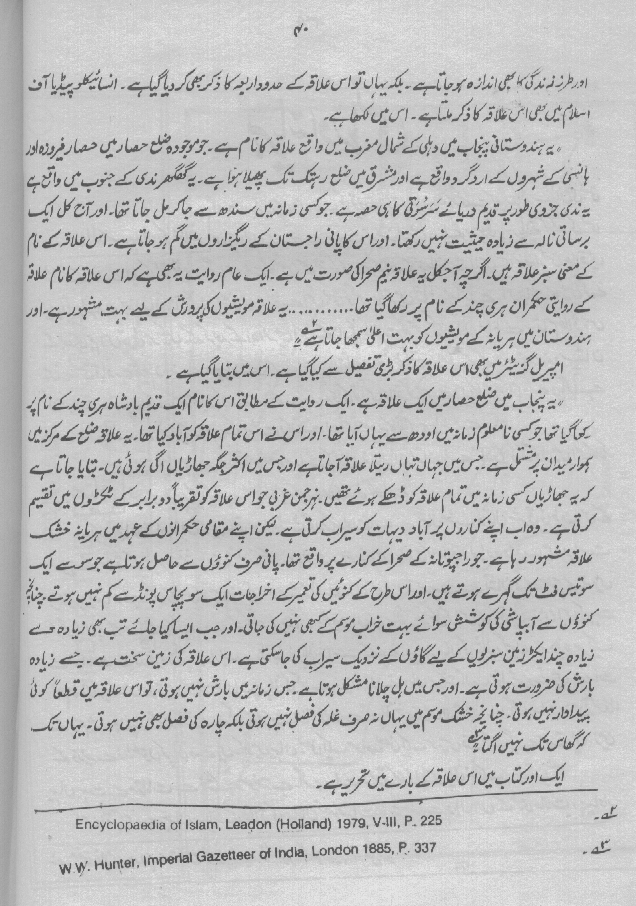 ۴۰
اور طرز زندگی کا بھی اندازہ ہو جاتا ہے۔ بلکہ یہاں تو اس علاقہ کے حدود اربعہ کا ذکر بھی کر دیا گیا ہے۔ انسائیکلو پیڈیا آف
اسلام میں بھی اس علاقہ کا ذکر ملتا ہے۔ اس میں لکھا ہے۔
"یہ ہندوستانی پنجاب میں دہلی کے شمال مغرب میں واقع علاقہ کا نام ہے۔ جو موجودہ ضلع حصار میں حصار فیروزہ اور
ہانسی کے شہروں کے ارد گرد واقع ہے اور مشرق میں ضلع رہتک تک پھیلا ہوا ہے۔ یہ گھگھر ندی کے جنوب میں واقع ہے
یہ ندی جزوی طور پر قدیم دریائے سرسوتی کا ہی حصہ ہے۔ جو کسی زمانہ میں سندھ سے جا کر مل جاتا تھا۔ اور آج کل ایک
برساتی نالہ سے زیادہ حیثیت نہیں رکھتا۔ اور اس کا پانی راجستان کے ریگزاروں میں گم ہو جاتا ہے۔ اس علاقہ کے نام
کے معنی سبز علاقہ ہیں۔ اگرچہ آجکل یہ علاقہ نیم صحرا کی صورت میں ہے۔ ایک عام روایت یہ بھی ہے کہ اس علاقہ کا نام علاقہ
کے روایتی حکمران ہری چند کے نام پر رکھا گیا تھا ........... یہ علاقہ مویشیوں کی پرورش کے لیے بہت مشہور ہے۔ اور
ہندوستان میں ہریانہ کے مویشیوں کو بہت اعلیٰ سمجھا جاتا ہے ۲؎"
امپیریل گزیٹئر میں بھی اس علاقہ کا ذکر بڑی تفصیل سے کیا گیا ہے۔ اس میں بتایا گیا ہے۔
"یہ پنجاب میں ضلع حصار میں ایک علاقہ ہے۔ ایک روایت کے مطابق اس کا نام ایک قدیم بادشاہ ہری چند کے نام پر
رکھا گیا تھا جو کسی نامعلوم زمانہ میں اودھ سے یہاں آیا تھا۔ اور اس نے اس تمام علاقہ کو آباد کیا تھا۔ یہ علاقہ ضلع کے مرکز میں
ہموار میدان پر مشتمل ہے۔ جس میں جہاں تہاں ریتلا علاقہ آجاتا ہے اور جس میں اکثر جگہ جھاڑیاں اگی ہوئی ہیں۔ بتایا جاتا ہے
کہ یہ جھاڑیاں کسی زمانہ میں تمام علاقہ کو ڈھکے ہوئے تھیں۔ نہر جمن غربی جو اس علاقہ کو تقریباً دو برابر کے ٹکڑوں میں تقسیم
کرتی ہے۔ وہ اب اپنے کناروں پر آباد دیہات کو سیراب کرتی ہے۔ لیکن اپنے مقامی حکمرانوں کے عہد میں ہریانہ خشک
علاقہ مشہور رہا ہے۔ جو راجپوتانہ کے صحرا کے کنارے پر واقع تھا۔ پانی صرف کنوؤں سے حاصل ہوتا ہے جو سو سے ایک
سو تیس فٹ تک گہرے ہوتے ہیں۔ اور اس طرح کے کنوئیں کی تعمیر کے اخراجات ایک سو پچاس پونڈ سے کم نہیں ہوتے۔ چنانچہ
کنوؤں سے آبپاشی کی کوشش سوائے بہت خراب موسم کے کبھی نہیں کی جاتی۔ اور جب ایسا کیا جائے تب بھی زیادہ سے
زیادہ چند ایکڑ زمین سبزیوں کے لیے گاؤں کے نزدیک سیراب کی جا سکتی ہے۔ اس علاقہ کی زمین سخت ہے۔ جسے زیادہ
بارش کی ضرورت ہوتی ہے۔ اور جس میں ہل چلانا مشکل ہوتا ہے۔ جس زمانہ میں بارش نہیں ہوتی، تو اس علاقہ میں قطعاً کوئی
پیداوار نہیں ہوتی۔ چنانچہ خشک موسم میں یہاں نہ صرف غلہ کی فصل نہیں ہوتی بلکہ چارہ کی فصل بھی نہیں ہوتی۔ یہاں تک
کہ گھاس تک نہیں اگتا ۳؎"
ایک اور کتاب میں اس علاقہ کے بارے میں تحریر ہے۔
۲؎۔ Encyclopaedia of Islam, Leadon (Holland) 1979, V-III, P. 225
۳؎۔ W.W. Hunter, Imperial Gazetteer of India, London 1885, P. 337